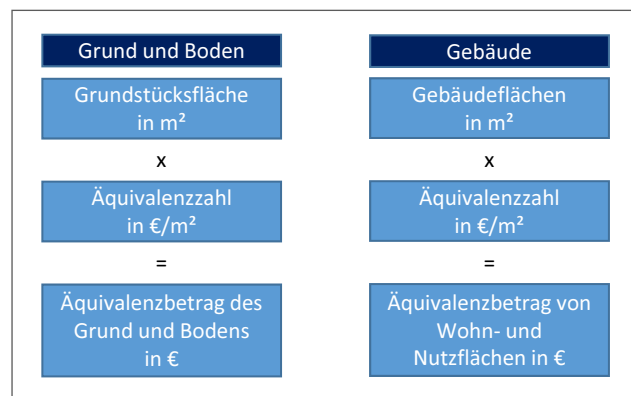 Grund und Boden
Grundstücksfläche
in m²
x
Äquivalenzzahl
in €/m²
=
Äquivalenzbetrag des
Grund und Bodens
in €
Gebäude
Gebäudeflächen
in m²
x
Äquivalenzzahl
in €/m²
=
Äquivalenzbetrag von
Wohn- und
Nutzflächen in €